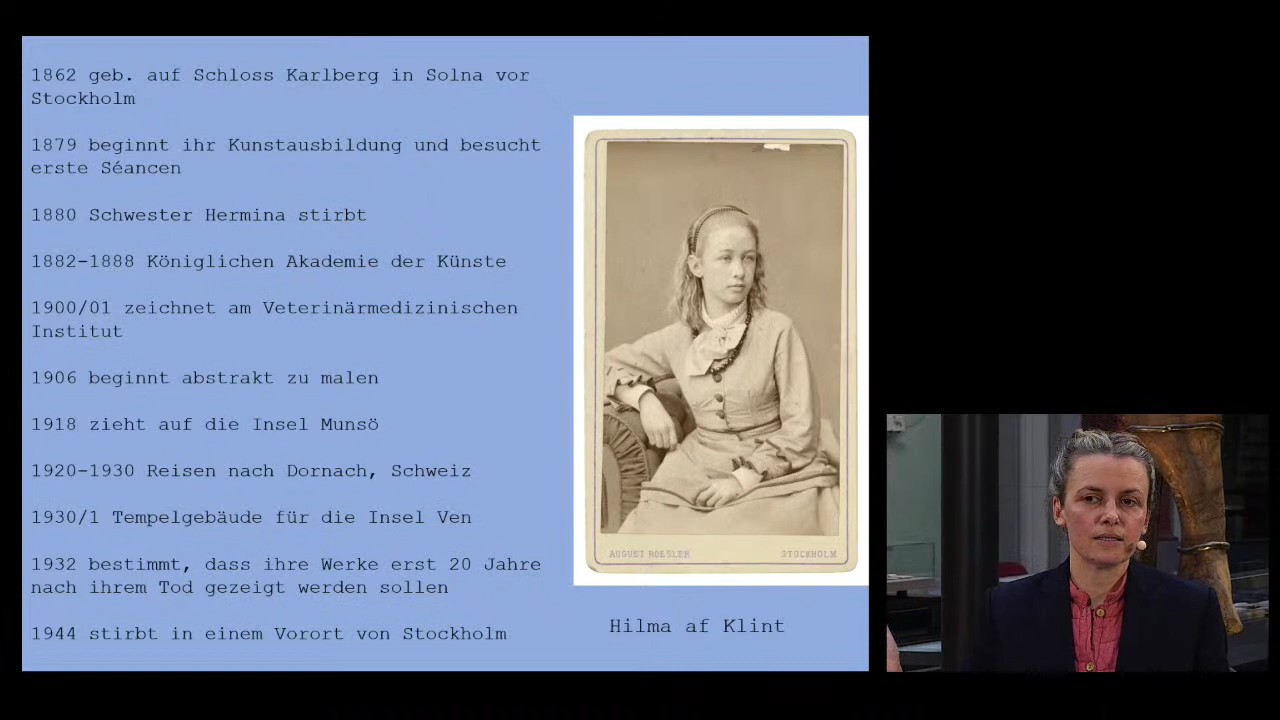 1862 geb. auf Schloss Karlberg in Solna vor
Stockholm
1879 beginnt ihr Kunstausbildung und besucht
erste Séancen
1880 Schwester Hermina stirbt
1882-1888 Königlichen Akademie der Künste
1900/01 zeichnet am Veterinärmedizinischen
Institut
1906 beginnt abstrakt zu malen
1918 zieht auf die Insel Munsö
1920-1930 Reisen nach Dornach, Schweiz
1930/1 Tempelgebäude für die Insel Ven
1932 bestimmt, dass ihre Werke erst 20 Jahre
nach ihrem Tod gezeigt werden sollen
1944 stirbt in einem Vorort von Stockholm
AUGUST ROESLER STOCKHOLM
Hilma af Klint